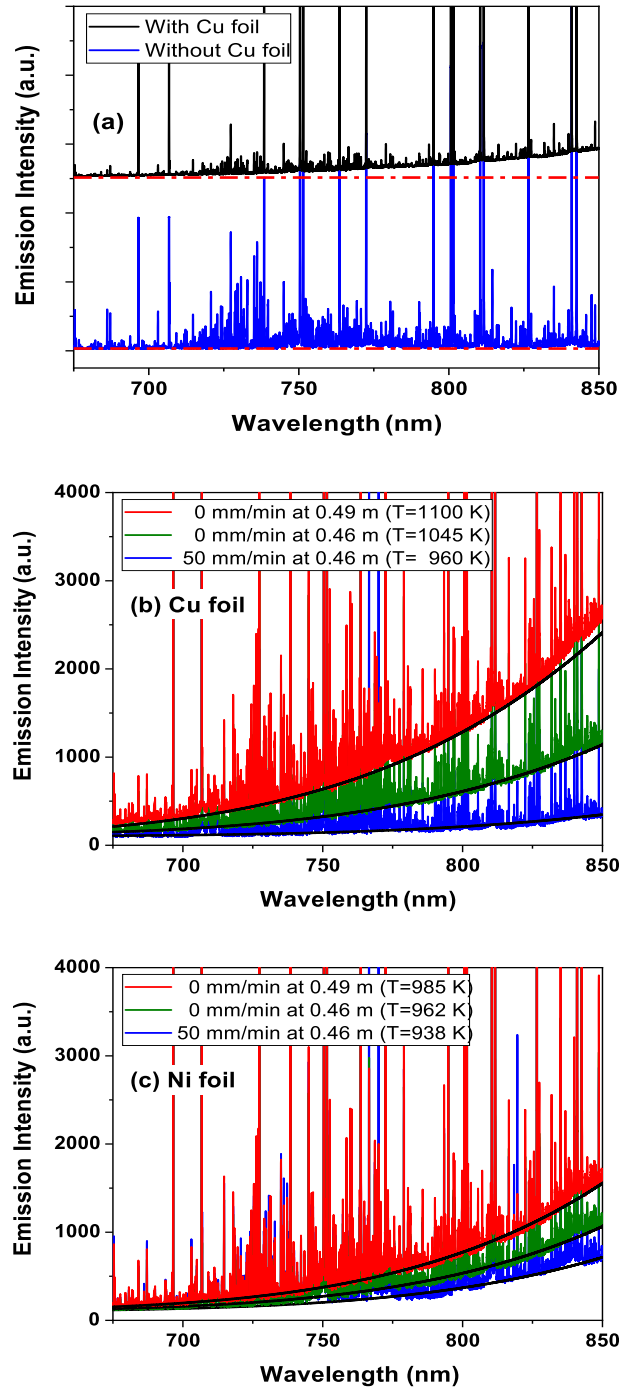 With Cu foil
Without Cu foil
(a)
Emission Intensity (a.u.)
700 750 800 850
Wavelength (nm)
4000
3000
2000
1000
0
0 mm/min at 0.49 m (T=1100 K)
0 mm/min at 0.46 m (T=1045 K)
50 mm/min at 0.46 m (T= 960 K)
(b) Cu foil
Emission Intensity (a.u.)
700 750 800 850
Wavelength (nm)
4000
3000
2000
1000
0
0 mm/min at 0.49 m (T=985 K)
0 mm/min at 0.46 m (T=962 K)
50 mm/min at 0.46 m (T=938 K)
(c) Ni foil
Emission Intensity (a.u.)
700 750 800 850
Wavelength (nm)